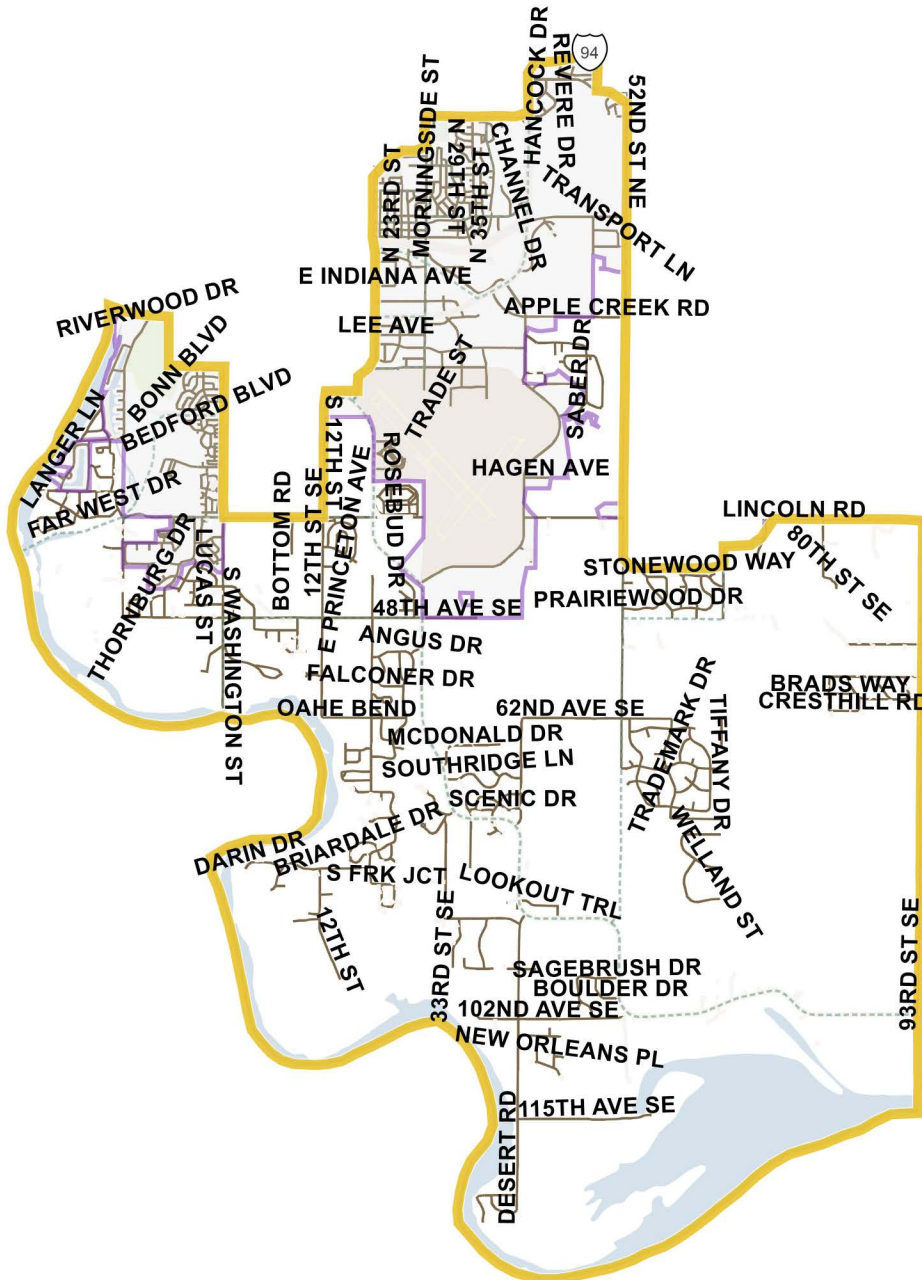 94
HANCOCK DR
REVERE DR
52ND ST NE
MORNINGSIDE ST
N 29TH ST
N 35TH ST
CHANNEL DR
N 23RD ST
TRANSPORT LN
E INDIANA AVE
RIVERWOOD DR
APPLE CREEK RD
LEE AVE
BONN BLVD
TRADE ST
SABER DR
BEDFORD BLVD
LANGER LN
S 12TH ST
ROSEBUD DR
HAGEN AVE
FAR WEST DR
BOTTOM RD
12TH ST SE
E PRINCETON AVE
LINCOLN RD
THORNBURG DR
LUCAS ST
S WASHINGTON ST
STONEWOOD WAY
80TH ST SE
PRAIRIEWOOD DR
48TH AVE SE
ANGUS DR
FALCONER DR
BRADS WAY
CRESTHILL RD
OAHE BEND
62ND AVE SE
TRADEMARK DR
TIFFANY DR
MCDONALD DR
SOUTHRIDGE LN
SCENIC DR
DARIN DR
BRIARDALE DR
WELLAND ST
S FRK JCT
LOOKOUT TRL
12TH ST
33RD ST SE
93RD ST SE
SAGEBRUSH DR
BOULDER DR
102ND AVE SE
NEW ORLEANS PL
115TH AVE SE
DESERT RD